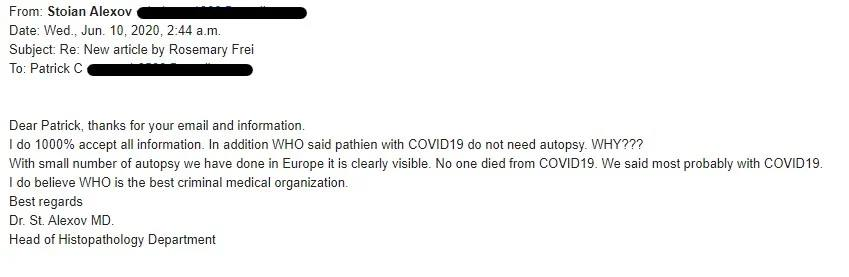 From: Stoian Alexov
Date: Wed., Jun. 10, 2020, 2:44 a.m.
Subject: Re: New article by Rosemary Frei
To: Patrick C
Dear Patrick, thanks for your email and information.
I do 1000% accept all information. In addition WHO said pathien with COVID19 do not need autopsy. WHY???
With small number of autopsy we have done in Europe it is clearly visible. No one died from COVID19. We said most probably with COVID19.
I do believe WHO is the best criminal medical organization.
Best regards
Dr. St. Alexov MD.
Head of Histopathology Department